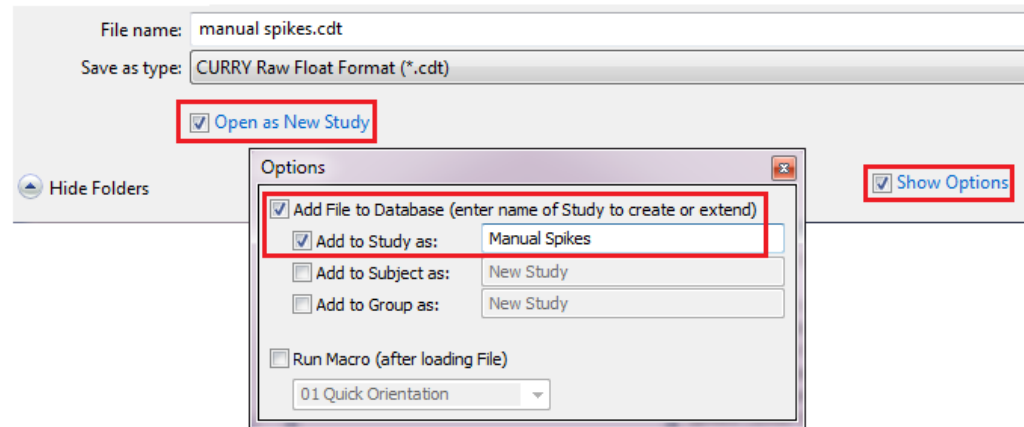 File name: manual spikes.cdt
Save as type: CURRY Raw Float Format (*.cdt)
Open as New Study
Hide Folders
Show Options
Options
Add File to Database (enter name of Study to create or extend)
Add to Study as: Manual Spikes
Add to Subject as: New Study
Add to Group as: New Study
Run Macro (after loading File)
01 Quick Orientation